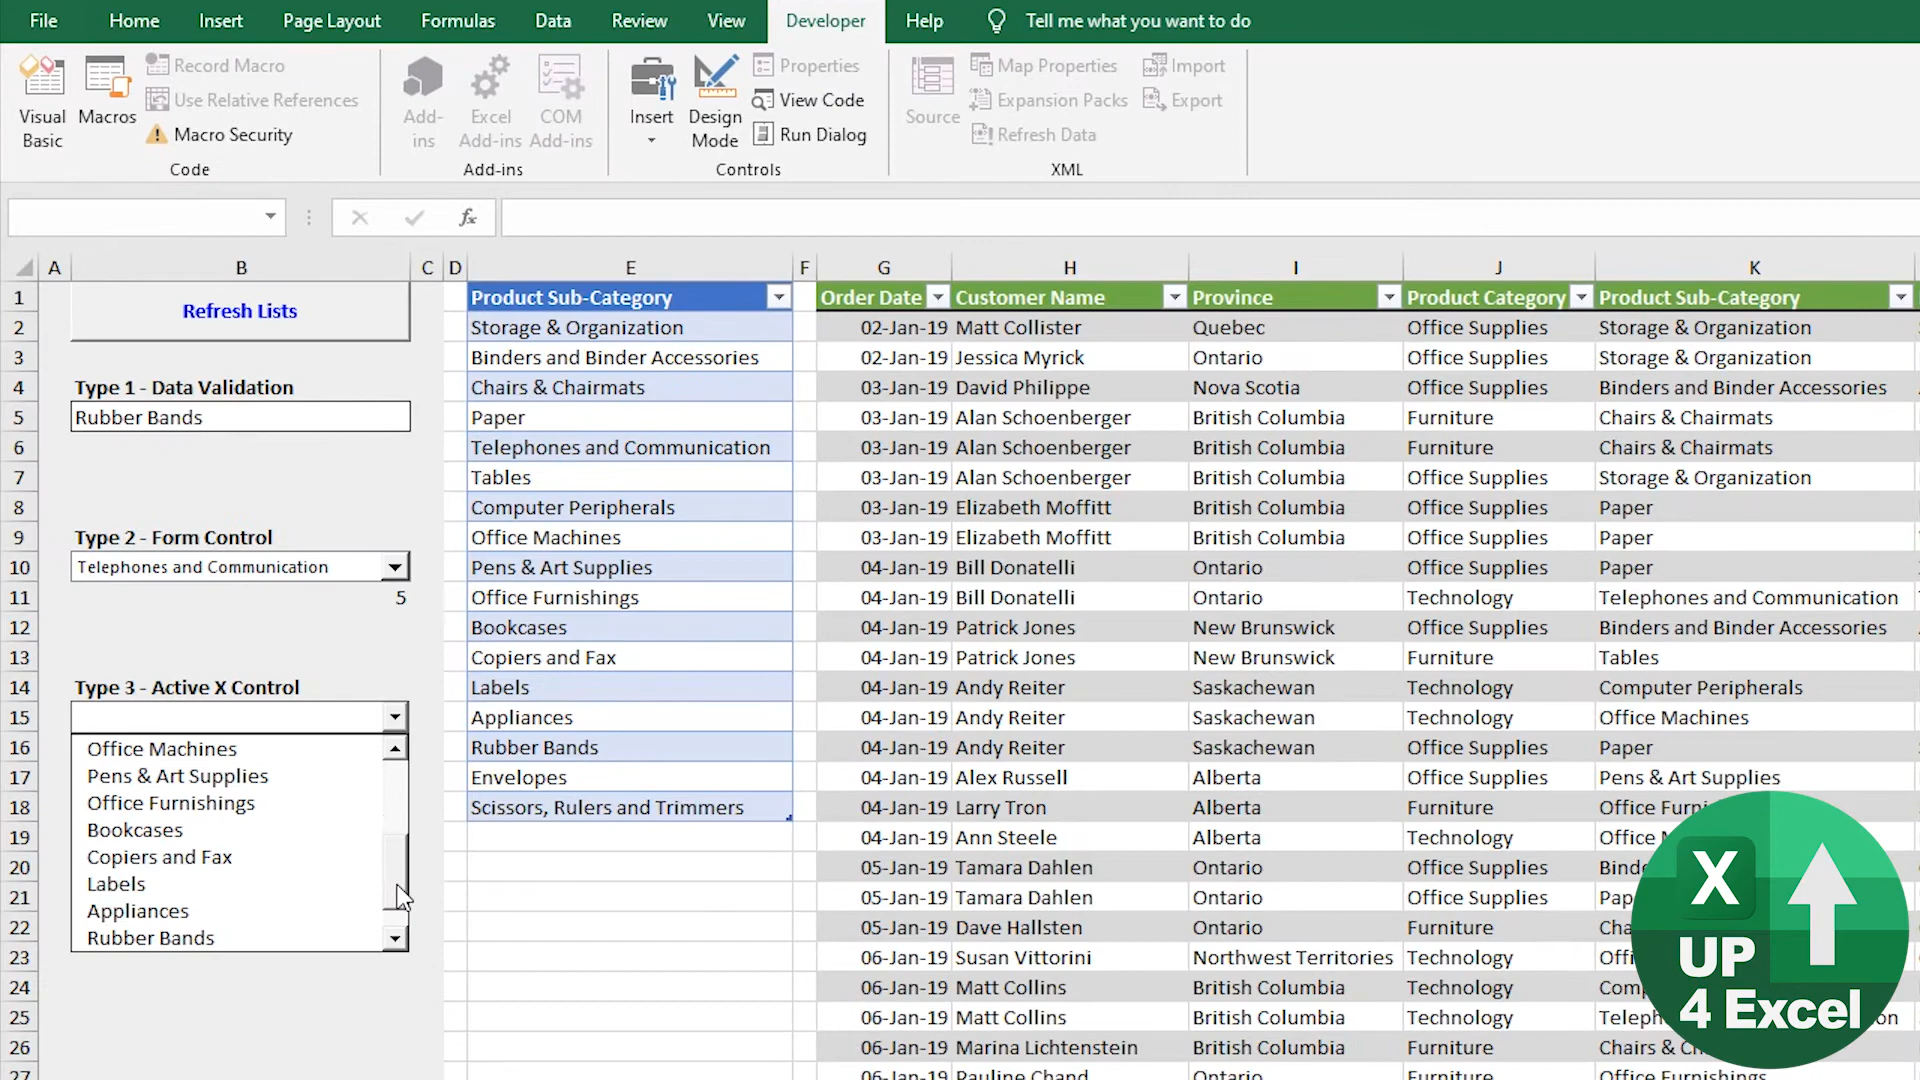 File Home Insert Page Layout Formulas Data Review View Developer Help Tell me what you want to do
Visual Basic
Macros
Record Macro
Use Relative References
Macro Security
Code
Add-ins
Excel Add-ins
COM Add-ins
Add-ins
Insert
Design Mode
Properties
View Code
Run Dialog
Controls
Source
Map Properties
Expansion Packs
Refresh Data
Import
Export
XML
fx
A B C D E F G H I J K
1 Refresh Lists Product Sub-Category Order Date Customer Name Province Product Category Product Sub-Category
2 Storage & Organization 02-Jan-19 Matt Collister Quebec Office Supplies Storage & Organization
3 Binders and Binder Accessories 02-Jan-19 Jessica Myrick Ontario Office Supplies Storage & Organization
4 Type 1 - Data Validation Chairs & Chairmats 03-Jan-19 David Philippe Nova Scotia Office Supplies Binders and Binder Accessories
5 Rubber Bands Paper 03-Jan-19 Alan Schoenberger British Columbia Furniture Chairs & Chairmats
6 Telephones and Communication 03-Jan-19 Alan Schoenberger British Columbia Furniture Chairs & Chairmats
7 Tables 03-Jan-19 Alan Schoenberger British Columbia Office Supplies Storage & Organization
8 Computer Peripherals 03-Jan-19 Elizabeth Moffitt British Columbia Office Supplies Paper
9 Type 2 - Form Control Office Machines 03-Jan-19 Elizabeth Moffitt British Columbia Office Supplies Paper
10 Telephones and Communication Pens & Art Supplies 04-Jan-19 Bill Donatelli Ontario Office Supplies Paper
11 5 Office Furnishings 04-Jan-19 Bill Donatelli Ontario Technology Telephones and Communication
12 Bookcases 04-Jan-19 Patrick Jones New Brunswick Office Supplies Binders and Binder Accessories
13 Copiers and Fax 04-Jan-19 Patrick Jones New Brunswick Furniture Tables
14 Type 3 - Active X Control Labels 04-Jan-19 Andy Reiter Saskachewan Technology Computer Peripherals
15 Appliances 04-Jan-19 Andy Reiter Saskachewan Technology Office Machines
16 Office Machines Rubber Bands 04-Jan-19 Andy Reiter Saskachewan Office Supplies Paper
17 Pens & Art Supplies Envelopes 04-Jan-19 Alex Russell Alberta Office Supplies Pens & Art Supplies
18 Office Furnishings Scissors, Rulers and Trimmers 04-Jan-19 Larry Tron Alberta Furniture Office Furni
19 Bookcases 04-Jan-19 Ann Steele Alberta Technology Office
20 Copiers and Fax 05-Jan-19 Tamara Dahlen Ontario Office Supplies Binde
21 Labels 05-Jan-19 Tamara Dahlen Ontario Office Supplies Pap
22 Appliances 05-Jan-19 Dave Hallsten Ontario Furniture Cha
23 Rubber Bands 06-Jan-19 Susan Vittorini Northwest Territories Technology Offi
24 06-Jan-19 Matt Collins British Columbia Technology Comp
25 06-Jan-19 Matt Collins British Columbia Technology Teleph on
26 06-Jan-19 Marina Lichtenstein British Columbia Furniture Chairs & C
27 Pauline Chand Ontario Furniture Office Furnishings
X
UP
4 Excel